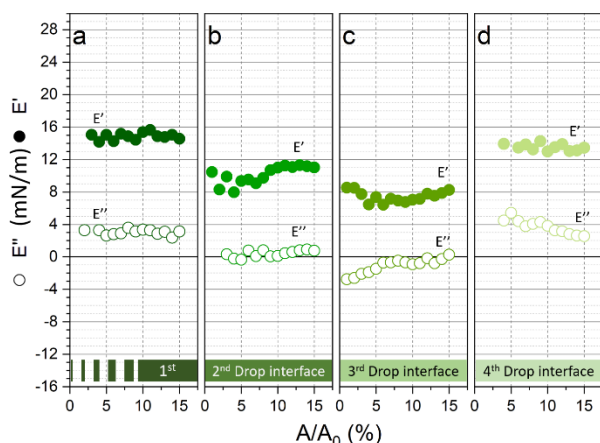 a
b
c
d
28
24
20
16
12
8
4
0
-4
-8
-12
-16
○ E'' (mN/m) ● E'
E'
E''
E'
E''
E'
E''
E'
E''
1st
2nd Drop interface
3rd Drop interface
4th Drop interface
0 5 10 15
0 5 10 15
0 5 10 15
0 5 10 15
A/A0 (%)